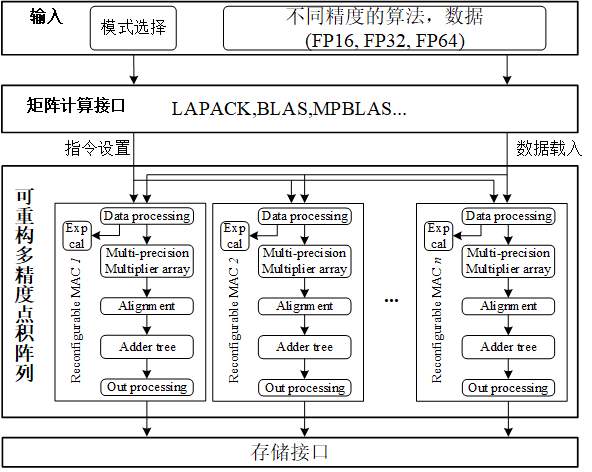 输入
模式选择
不同精度的算法，数据
(FP16, FP32, FP64)
矩阵计算接口
LAPACK,BLAS,MPBLAS...
指令设置
数据载入
可重构多精度点积阵列
Reconfigurable MAC 1
Data processing
Exp
cal
Multi-precision
Multiplier array
Alignment
Adder tree
Out processing
Reconfigurable MAC 2
Data processing
Exp
cal
Multi-precision
Multiplier array
Alignment
Adder tree
Out processing
...
Reconfigurable MAC n
Data processing
Exp
cal
Multi-precision
Multiplier array
Alignment
Adder tree
Out processing
存储接口